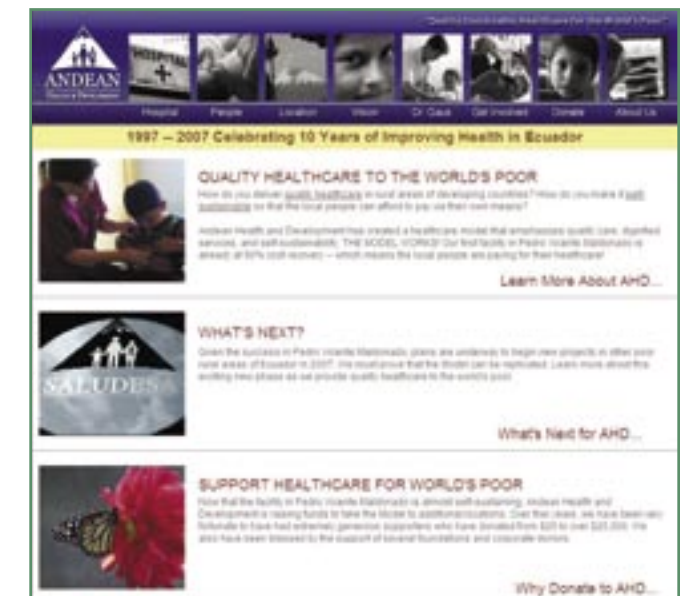 "Quality Sustainable Healthcare for the World's Poor"
HOSPITAL
ANDEAN
Health & Development
Hospital People Location Vision Dr. Gaus Get Involved Donate About Us
1997 – 2007 Celebrating 10 Years of Improving Health in Ecuador
QUALITY HEALTHCARE TO THE WORLD'S POOR
How do you deliver quality healthcare in rural areas of developing countries? How do you make it self-
sustainable so that the local people can afford to pay via their own means?
Andean Health and Development has created a healthcare model that emphasizes quality care, dignified
services, and self-sustainability. THE MODEL WORKS! Our first facility in Pedro Vicente Maldonado is
already at cost recovery – which means the local people are paying for their healthcare!
Learn More About AHD...
SALUDESA
WHAT'S NEXT?
Given the success in Pedro Vicente Maldonado, plans are underway to begin new projects in other poor
rural areas of Ecuador in 2007. We must prove that the Model can be replicated. Learn more about this
exciting new phase as we provide quality healthcare to the world's poor.
What's Next for AHD...
SUPPORT HEALTHCARE FOR WORLD'S POOR
Now that the facility in Pedro Vicente Maldonado is almost self-sustaining, Andean Health and
Development is raising funds to take the Model to additional locations. Over the years, we have been very
fortunate to have had extremely generous supporters who have donated from $25 to over $25,000. We
also have been blessed by the support of several foundations and corporate donors.
Why Donate to AHD...